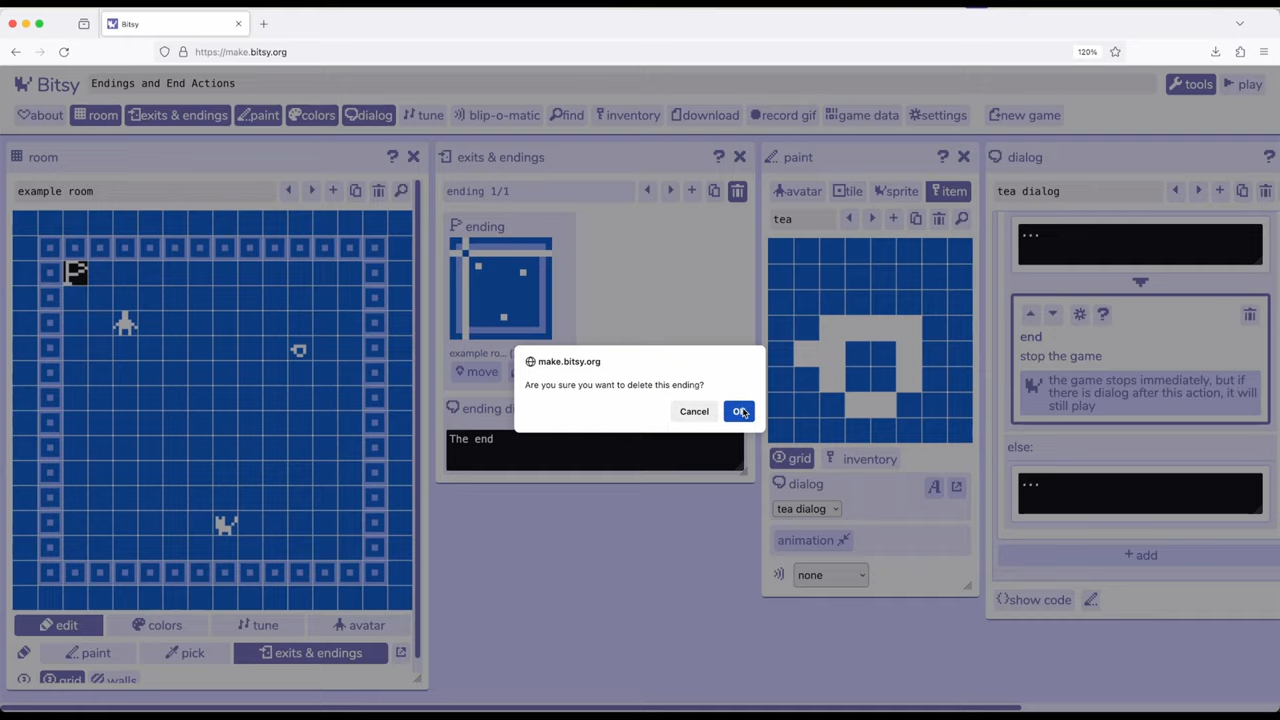 Bitsy
https://make.bitsy.org
120%
Bitsy
Endings and End Actions
tools
play
about
room
exits & endings
paint
colors
dialog
tune
blip-o-matic
find
inventory
download
record gif
game data
settings
new game
room
?
example room
edit
colors
tune
avatar
paint
pick
exits & endings
grid
walls
exits & endings
?
ending 1/1
ending
example ro...
move
ending di
The end
make.bitsy.org
Are you sure you want to delete this ending?
Cancel
OK
paint
?
avatar
tile
sprite
item
tea
grid
inventory
dialog
A
tea dialog
animation
none
dialog
?
tea dialog
...
?
end
stop the game
the game stops immediately, but if
there is dialog after this action, it will
still play
else:
...
+ add
show code